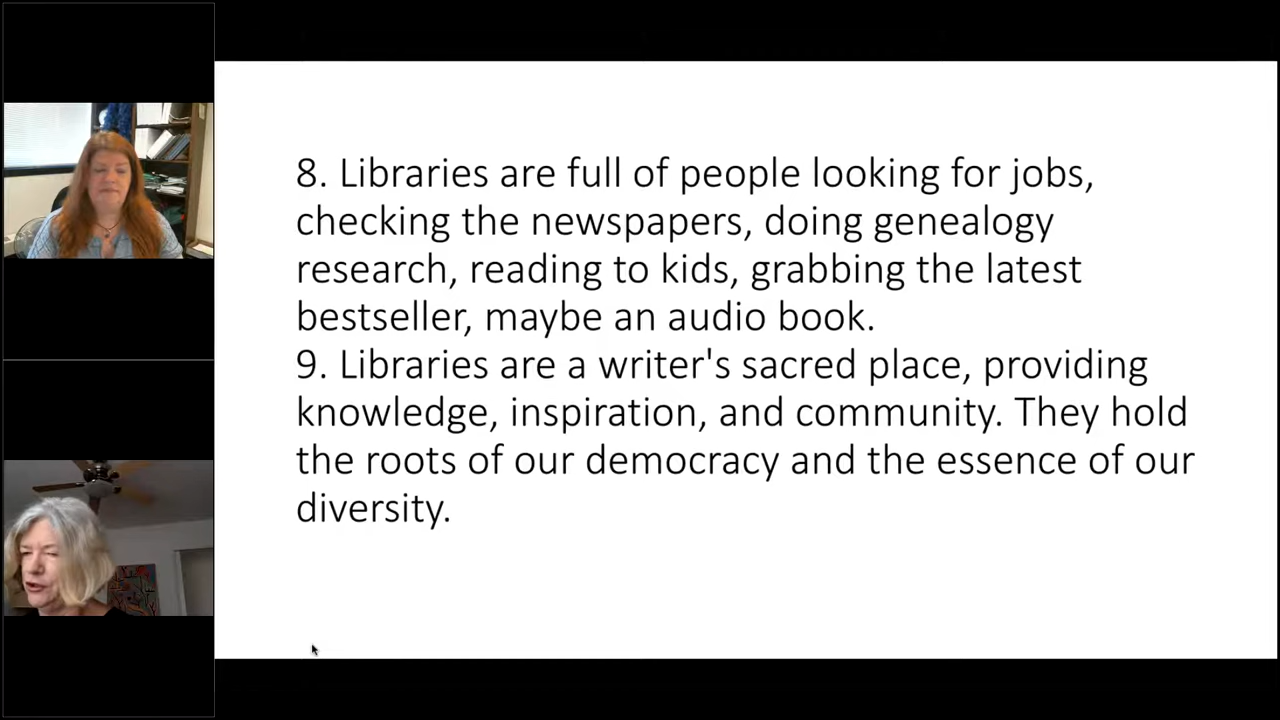 8. Libraries are full of people looking for jobs,
checking the newspapers, doing genealogy
research, reading to kids, grabbing the latest
bestseller, maybe an audio book.
9. Libraries are a writer's sacred place, providing
knowledge, inspiration, and community. They hold
the roots of our democracy and the essence of our
diversity.